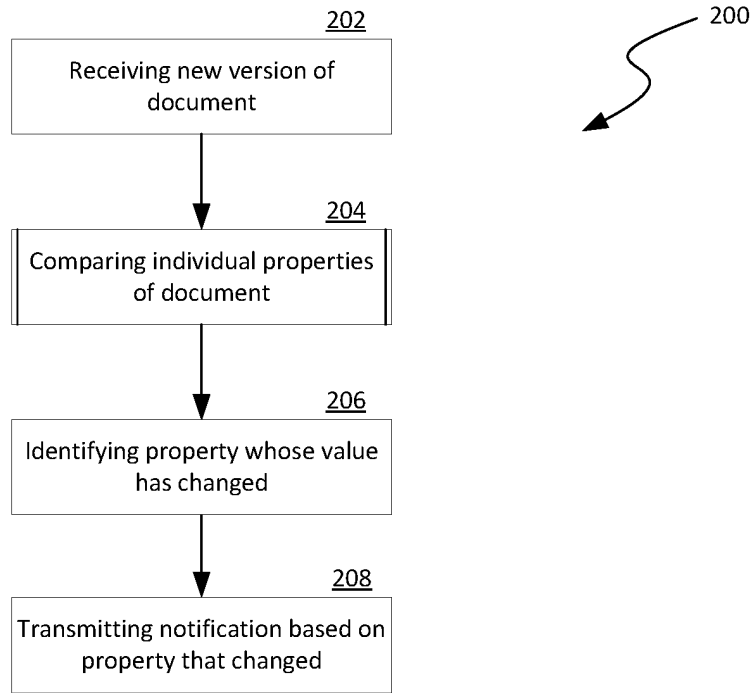 202
200
Receiving new version of
document
204
Comparing individual properties
of document
206
Identifying property whose value
has changed
208
Transmitting notification based on
property that changed